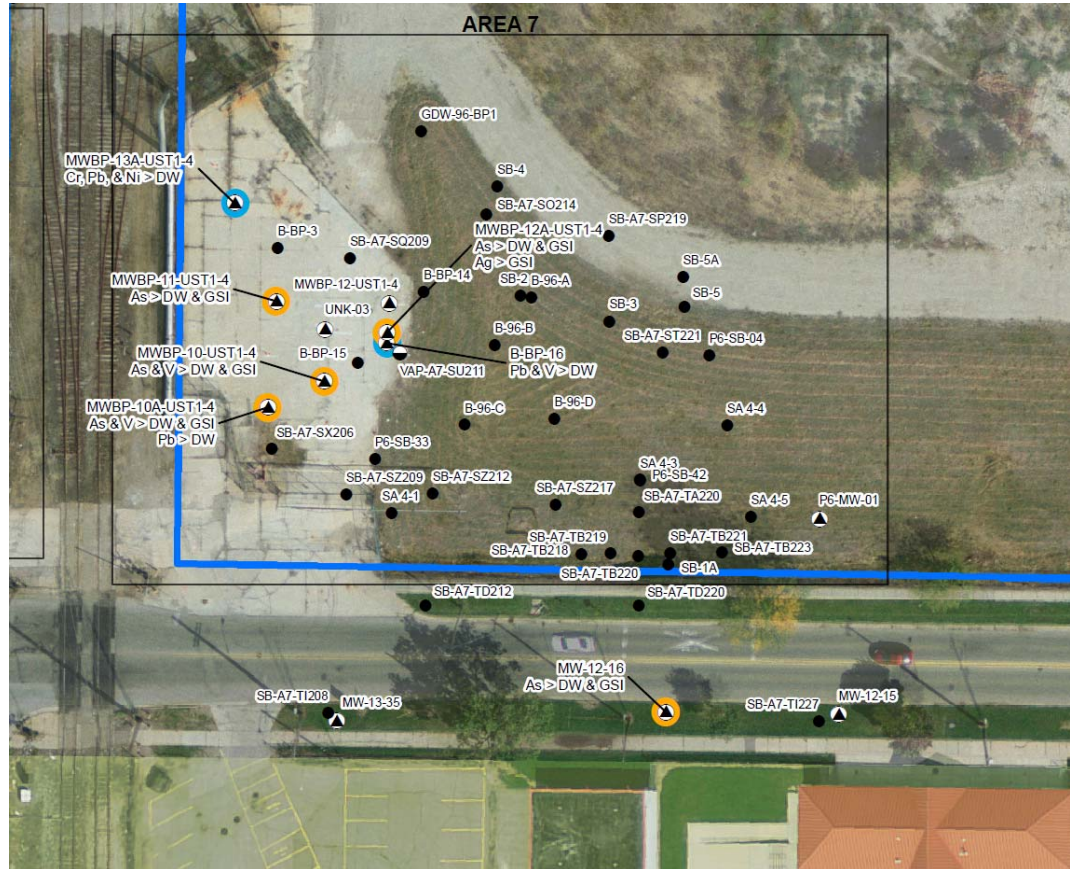 AREA 7
GDW-96-BP1
MWBP-13A-UST1-4
Cr, Pb, & Ni > DW
SB-4
SB-A7-SO214
MWBP-12A-UST1-4
As > DW & GSI
Ag > GSI
SB-A7-SP219
B-BP-3
SB-A7-SQ209
B-BP-14
SB-2
B-96-A
SB-5A
MWBP-11-UST1-4
As > DW & GSI
MWBP-12-UST1-4
UNK-03
SB-3
SB-5
B-96-B
SB-A7-ST221
P6-SB-04
MWBP-10-UST1-4
As & V > DW & GSI
B-BP-15
VAP-A7-SU211
B-BP-16
Pb & V > DW
MWBP-10A-UST1-4
As & V > DW & GSI
Pb > DW
B-96-C
B-96-D
SA 4-4
SB-A7-SX206
P6-SB-33
SA 4-3
P6-SB-42
SB-A7-SZ209
SB-A7-SZ212
SA 4-1
SB-A7-SZ217
SB-A7-TA220
SA 4-5
P6-MW-01
SB-A7-TB219
SB-A7-TB218
SB-A7-TB221
SB-A7-TB223
SB-A7-TB220
SB-1A
SB-A7-TD212
SB-A7-TD220
MW-12-16
As > DW & GSI
SB-A7-TI208
MW-13-35
SB-A7-TI227
MW-12-15